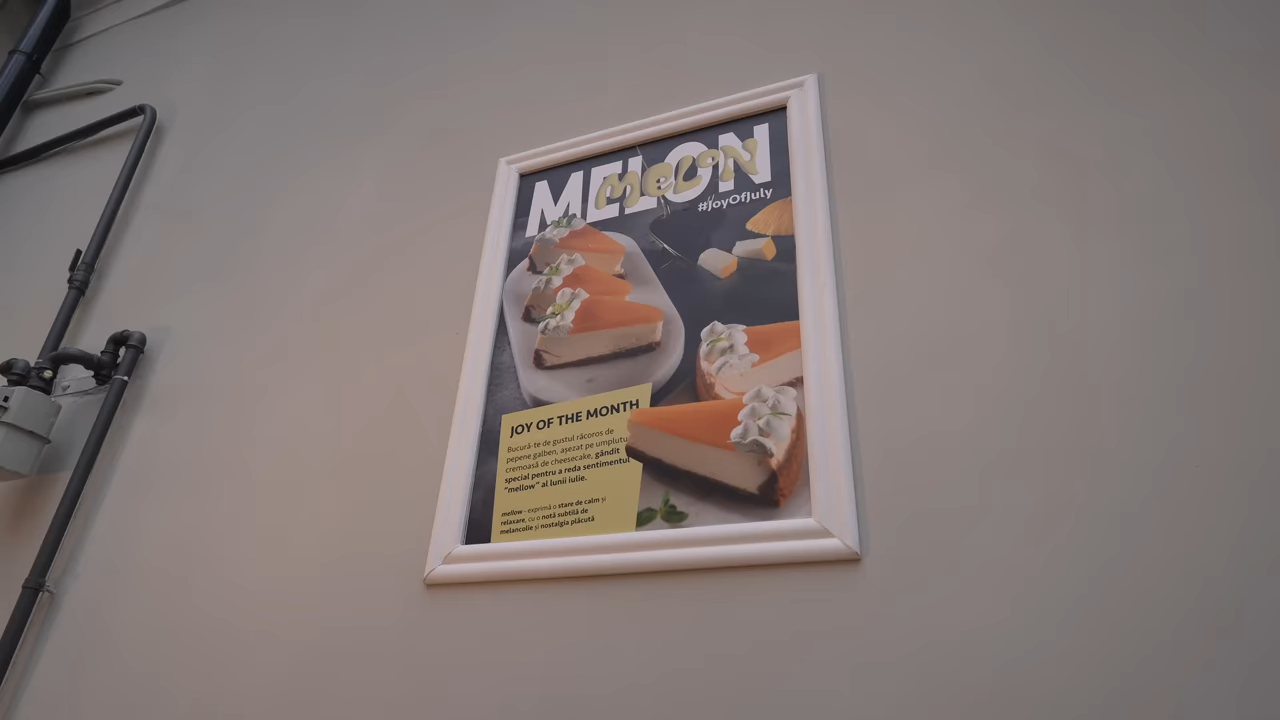 MELON
MeLoN
#JoyOfJuly
JOY OF THE MONTH
Bucură-te de gustul răcoros de
pepene galben, așezat pe umplutu
cremoasă de cheesecake, gândit
special pentru a reda sentimentul
"mellow" al lunii iulie.
mellow - exprimă o stare de calm și
relaxare, cu o notă subtilă de
melancolie și nostalgia plăcută